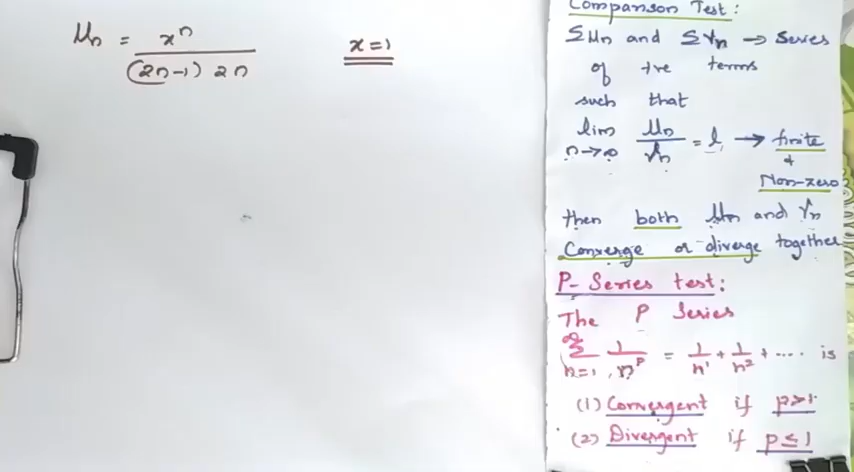 Un = x^n / (2n-1) 2n
x=1
Comparison Test:
ΣUn and ΣVn → Series
of +ve terms
such that
lim n→∞ Un/Vn = l → finite
& Non-zero
then both Un and Vn
Converge or diverge together
P-Series test:
The P Series
∞ Σ n=1 1/n^p = 1/n^1 + 1/n^2 + .... is
(1) Convergent if p>1
(2) Divergent if p≤1